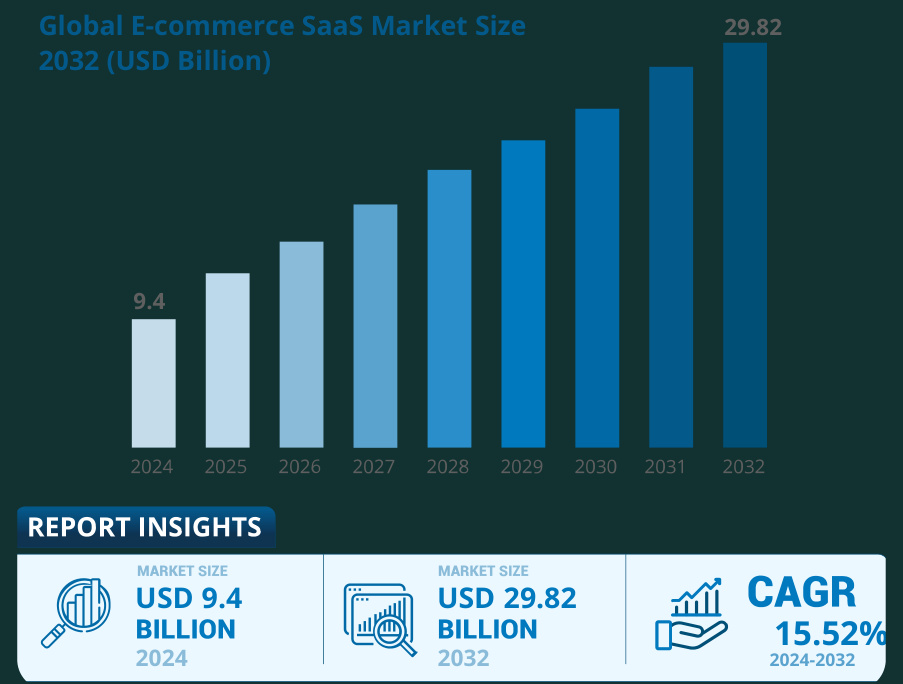 Global E-commerce SaaS Market Size
2032 (USD Billion)
29.82
9.4
2024 2025 2026 2027 2028 2029 2030 2031 2032
REPORT INSIGHTS
MARKET SIZE
USD 9.4
BILLION
2024
MARKET SIZE
USD 29.82
BILLION
2032
CAGR
15.52%
2024-2032